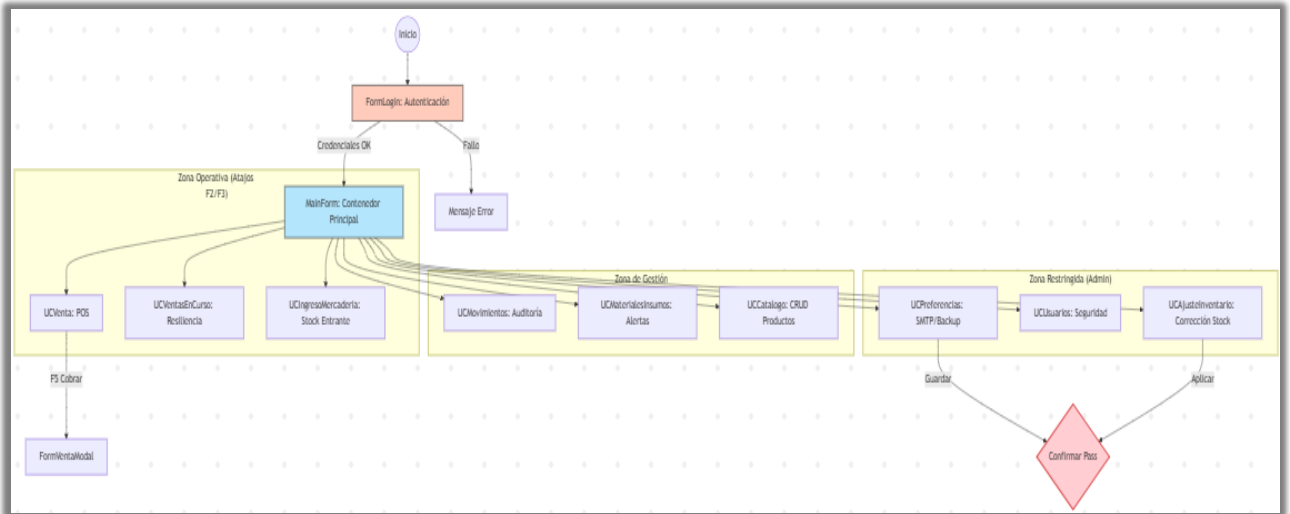 Inicio
FormLogin: Autenticación
Credenciales OK
Fallo
Zona Operativa (Atajos
F2/F3)
MainForm: Contenedor
Principal
Mensaje Error
Zona de Gestión
Zona Restringida (Admin)
UCVenta: POS
UCVentasEnCurso:
Resiliencia
UCIngresoMercaderia:
Stock Entrante
UCMovimientos: Auditoría
UCMaterialesInsumos:
Alertas
UCCatalogo: CRUD
Productos
UCPreferencias:
SMTP/Backup
UCUsuarios: Seguridad
UCAjusteInventario:
Corrección Stock
F5 Cobrar
Guardar
Aplicar
FormVentaModal
Confirmar Pass